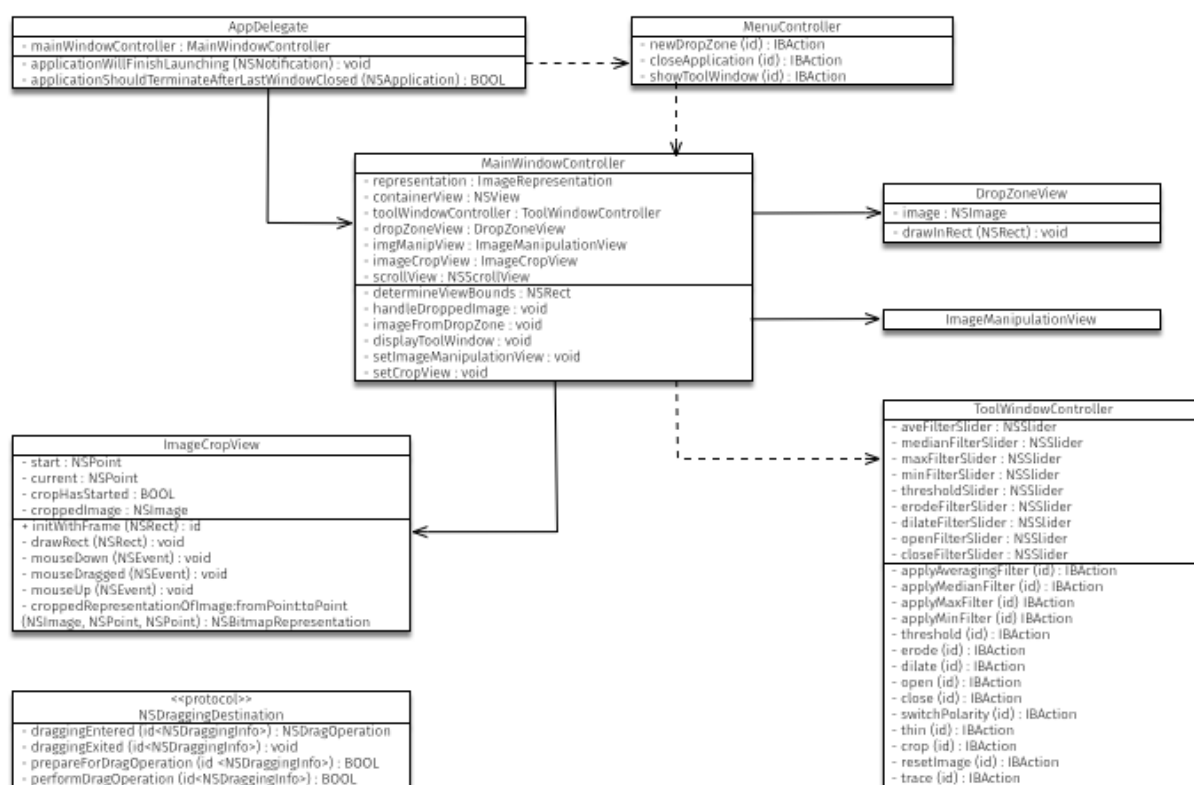 AppDelegate
- mainWindowController : MainWindowController
- applicationWillFinishLaunching (NSNotification) : void
- applicationShouldTerminateAfterLastWindowClosed (NSApplication) : BOOL
MenuController
- newDropZone (id) : IBAction
- closeApplication (id) : IBAction
- showToolWindow (id) : IBAction
MainWindowController
- representation : ImageRepresentation
- containerView : NSView
- toolWindowController : ToolWindowController
- dropZoneView : DropZoneView
- imgManipView : ImageManipulationView
- imageCropView : ImageCropView
- scrollView : NSScrollView
- determineViewBounds : NSRect
- handleDroppedImage : void
- imageFromDropZone : void
- displayToolWindow : void
- setImageManipulationView : void
- setCropView : void
DropZoneView
- image : NSImage
- drawInRect (NSRect) : void
ImageManipulationView
ToolWindowController
- aveFilterSlider : NSSlider
- medianFilterSlider : NSSlider
- maxFilterSlider : NSSlider
- minFilterSlider : NSSlider
- thresholdSlider : NSSlider
- erodeFilterSlider : NSSlider
- dilateFilterSlider : NSSlider
- openFilterSlider : NSSlider
- closeFilterSlider : NSSlider
- applyAveragingFilter (id) : IBAction
- applyMedianFilter (id) : IBAction
- applyMaxFilter (id) IBAction
- applyMinFilter (id) IBAction
- threshold (id) : IBAction
- erode (id) : IBAction
- dilate (id) : IBAction
- open (id) : IBAction
- close (id) : IBAction
- switchPolarity (id) : IBAction
- thin (id) : IBAction
- crop (id) : IBAction
- resetImage (id) : IBAction
- trace (id) : IBAction
ImageCropView
- start : NSPoint
- current : NSPoint
- cropHasStarted : BOOL
- croppedImage : NSImage
+ initWithFrame (NSRect) : id
- drawRect (NSRect) : void
- mouseDown (NSEvent) : void
- mouseDragged (NSEvent) : void
- mouseUp (NSEvent) : void
- croppedRepresentationOfImage:fromPoint:toPoint
(NSImage, NSPoint, NSPoint) : NSBitmapRepresentation
<<protocol>>
NSDraggingDestination
- draggingEntered (id<NSDraggingInfo>) : NSDragOperation
- draggingExited (id<NSDraggingInfo>) : void
- prepareForDragOperation (id <NSDraggingInfo>) : BOOL
- performDragOperation (id<NSDraggingInfo>) : BOOL